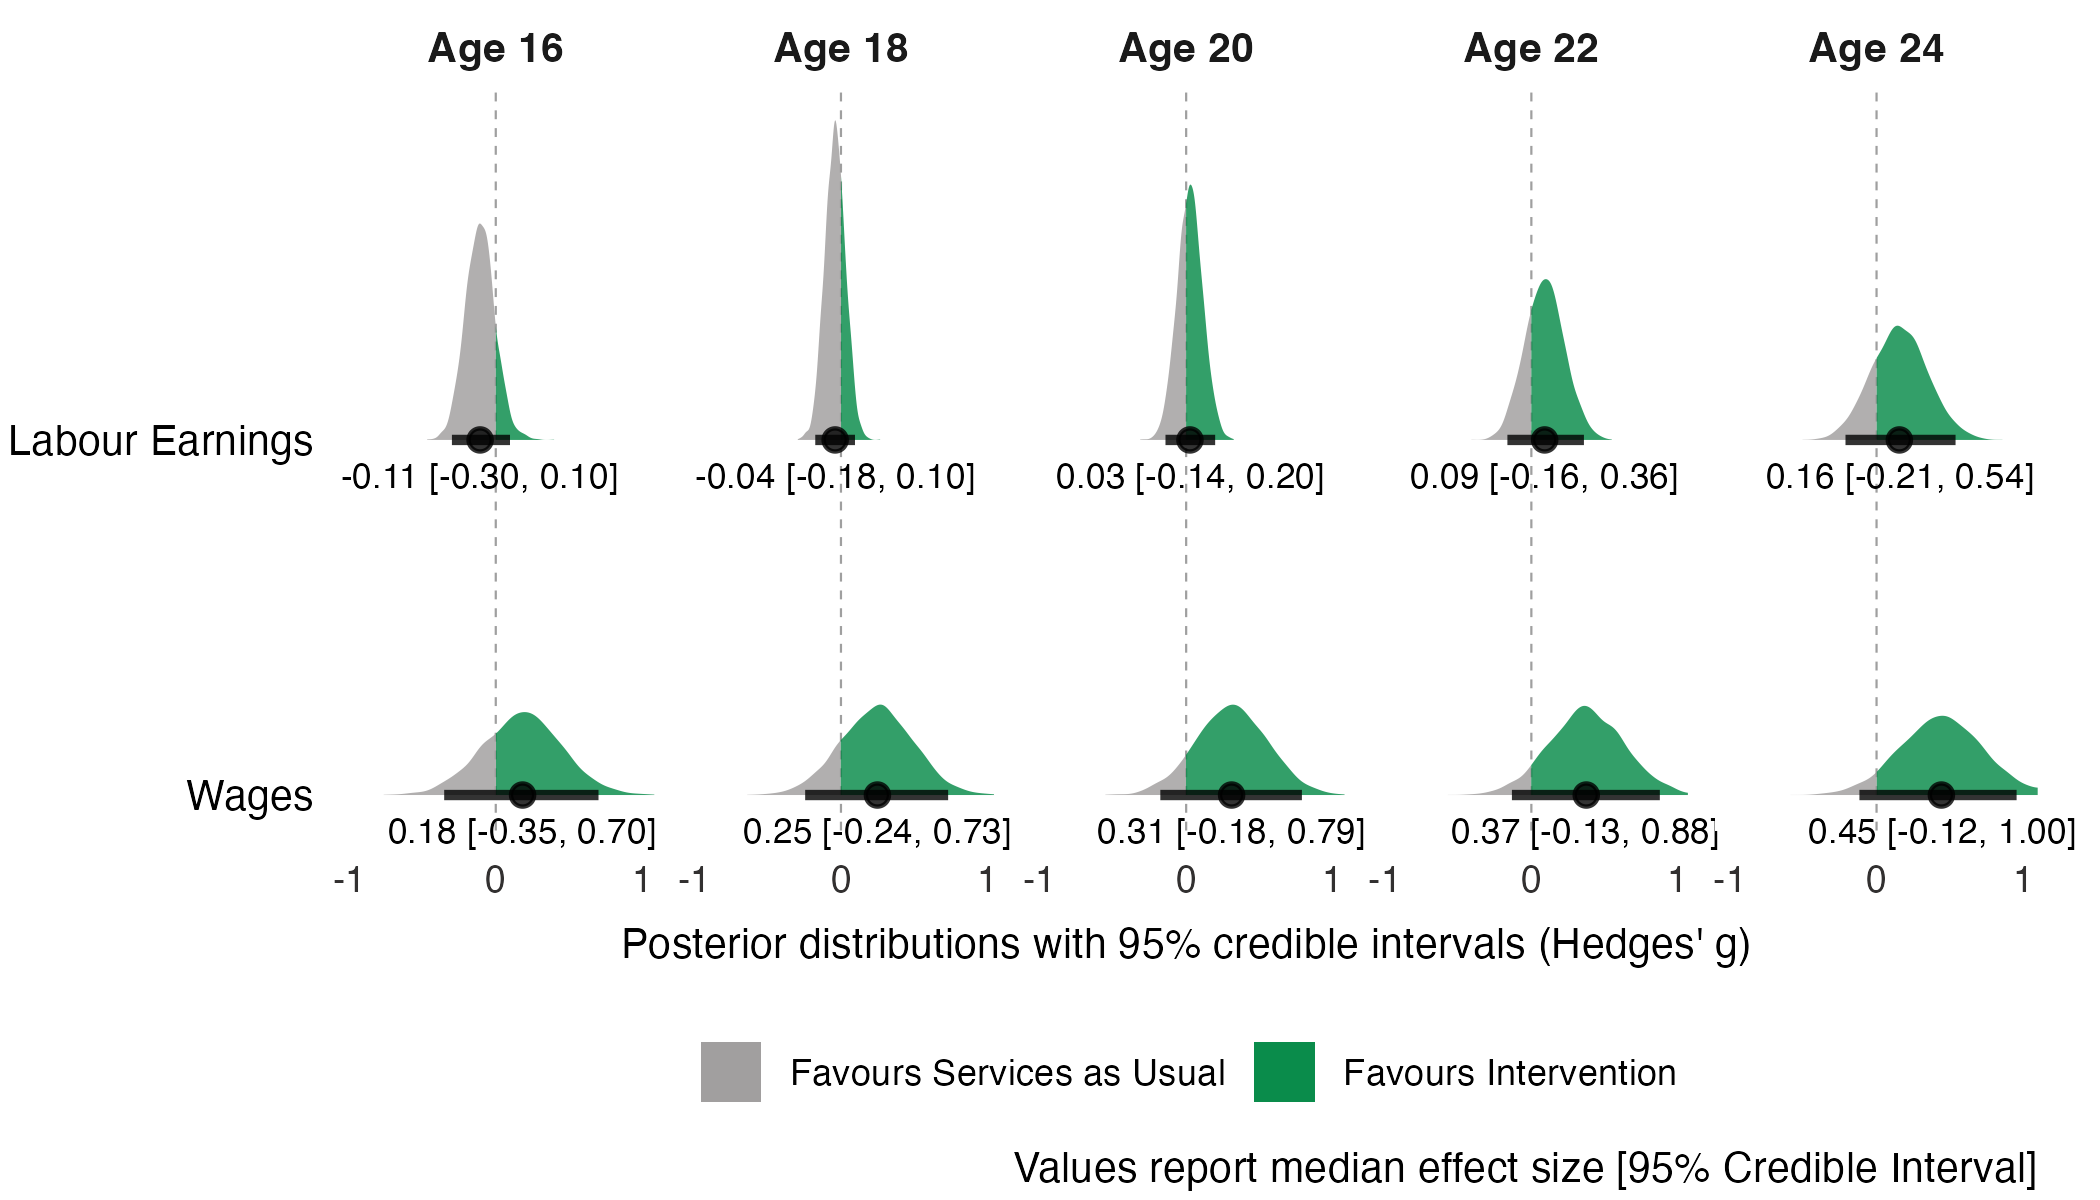 Age 16 Age 18 Age 20 Age 22 Age 24
Labour Earnings
-0.11 [-0.30, 0.10] -0.04 [-0.18, 0.10] 0.03 [-0.14, 0.20] 0.09 [-0.16, 0.36] 0.16 [-0.21, 0.54]
Wages
0.18 [-0.35, 0.70] 0.25 [-0.24, 0.73] 0.31 [-0.18, 0.79] 0.37 [-0.13, 0.88] 0.45 [-0.12, 1.00]
-1 0 1 -1 0 1 -1 0 1 -1 0 1 -1 0 1
Posterior distributions with 95% credible intervals (Hedges' g)
Favours Services as Usual Favours Intervention
Values report median effect size [95% Credible Interval]